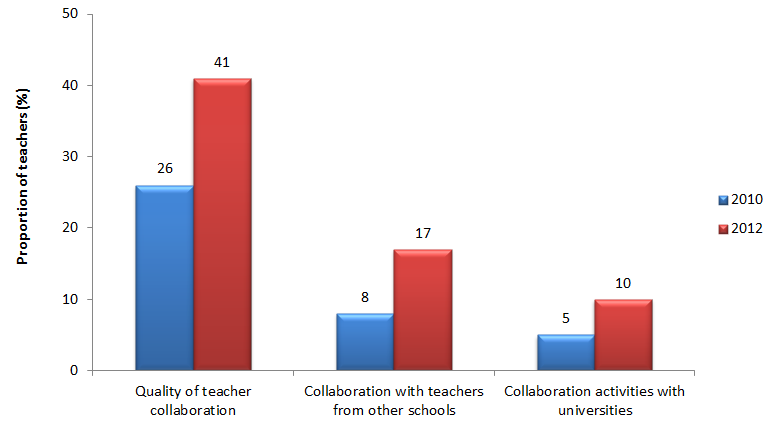 Proportion of teachers (%)
50
40
30
20
10
0
26
41
8
17
5
10
Quality of teacher
collaboration
Collaboration with teachers
from other schools
Collaboration activities with
universities
2010
2012